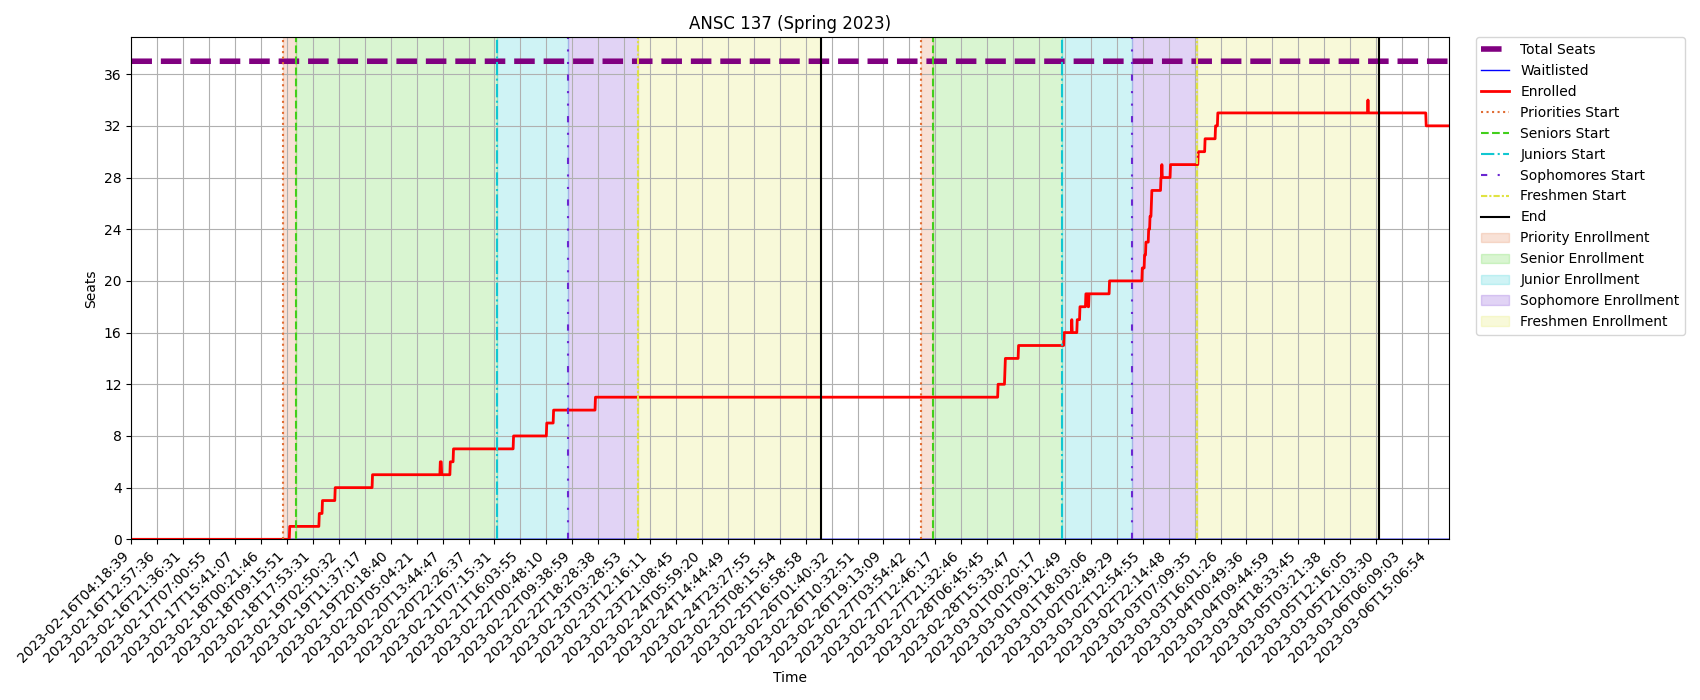 ANSC 137 (Spring 2023)
Total Seats
Waitlisted
Enrolled
Priorities Start
Seniors Start
Juniors Start
Sophomores Start
Freshmen Start
End
Priority Enrollment
Senior Enrollment
Junior Enrollment
Sophomore Enrollment
Freshmen Enrollment
Seats
36
32
28
24
20
16
12
8
4
0
2023-02-16T04:18:39
2023-02-16T12:57:36
2023-02-16T21:36:31
2023-02-17T07:00:55
2023-02-17T15:41:07
2023-02-18T00:21:46
2023-02-18T09:15:51
2023-02-18T17:53:31
2023-02-19T02:50:32
2023-02-19T11:37:17
2023-02-19T20:18:40
2023-02-20T05:04:21
2023-02-20T13:44:47
2023-02-20T22:26:37
2023-02-21T07:15:31
2023-02-21T16:03:55
2023-02-22T00:48:10
2023-02-22T09:38:59
2023-02-22T18:28:38
2023-02-23T03:28:53
2023-02-23T12:16:11
2023-02-23T21:08:45
2023-02-24T05:59:20
2023-02-24T14:44:49
2023-02-24T23:27:55
2023-02-25T08:15:54
2023-02-25T16:58:58
2023-02-26T01:40:32
2023-02-26T10:32:51
2023-02-26T19:13:09
2023-02-27T03:54:42
2023-02-27T12:46:17
2023-02-27T21:32:46
2023-02-28T06:45:45
2023-02-28T15:33:47
2023-03-01T00:20:17
2023-03-01T09:12:49
2023-03-01T18:03:06
2023-03-02T02:49:29
2023-03-02T12:54:55
2023-03-02T22:14:48
2023-03-03T07:09:35
2023-03-03T16:01:26
2023-03-04T00:49:36
2023-03-04T09:44:59
2023-03-04T18:33:45
2023-03-05T03:21:38
2023-03-05T12:16:05
2023-03-05T21:03:30
2023-03-06T06:09:03
2023-03-06T15:06:54
Time